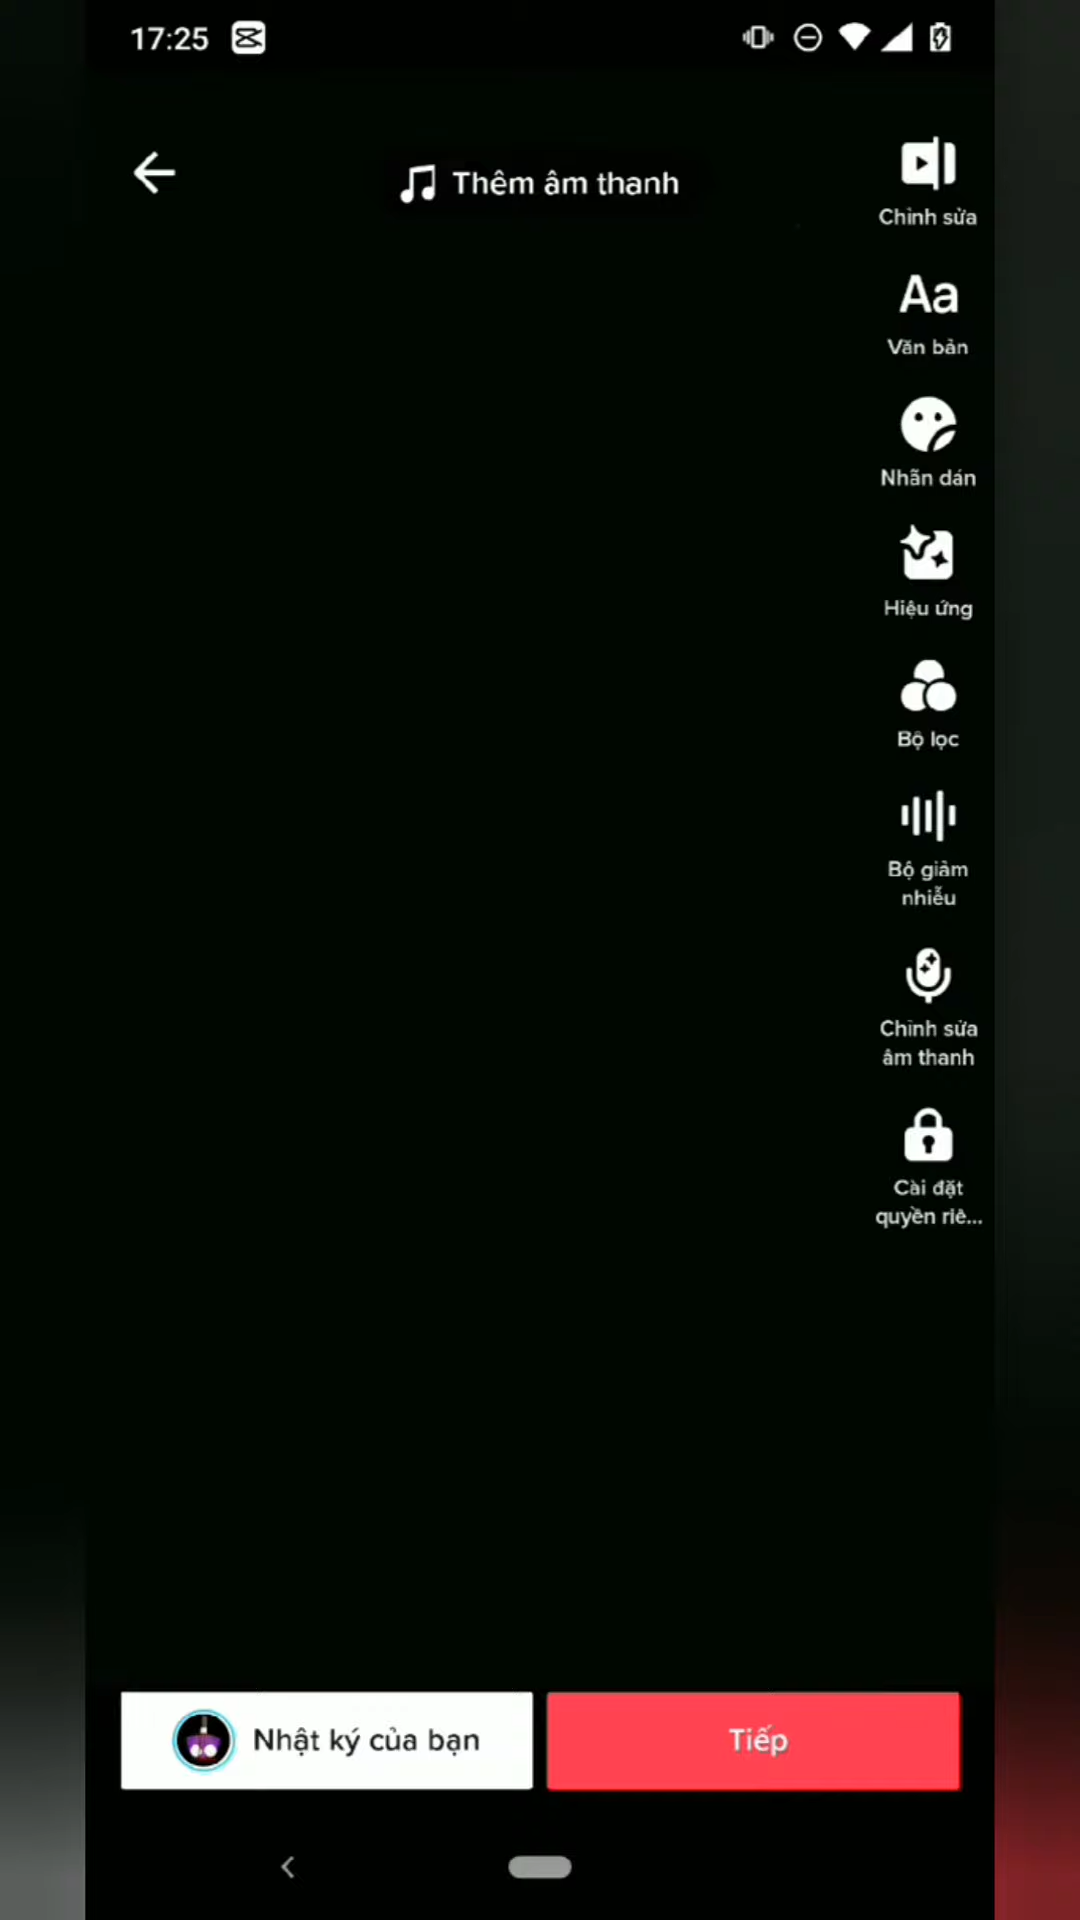 17:25
Thêm âm thanh
Chỉnh sửa
Aa
Văn bản
Nhãn dán
Hiệu ứng
Bộ lọc
Bộ giảm
nhiễu
Chỉnh sửa
âm thanh
Cài đặt
quyền riê...
Nhật ký của bạn
Tiếp